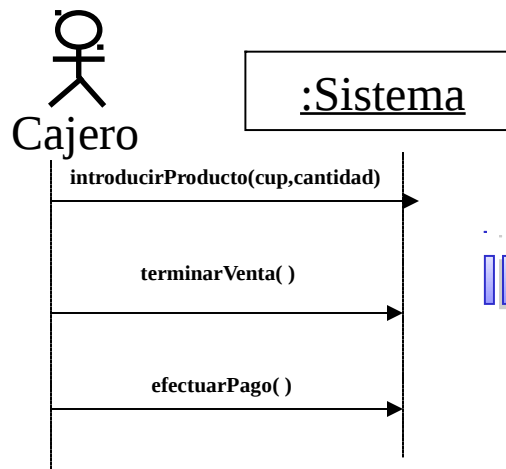 :Sistema
Cajero
introducirProducto(cup,cantidad)
terminarVenta( )
efectuarPago( )